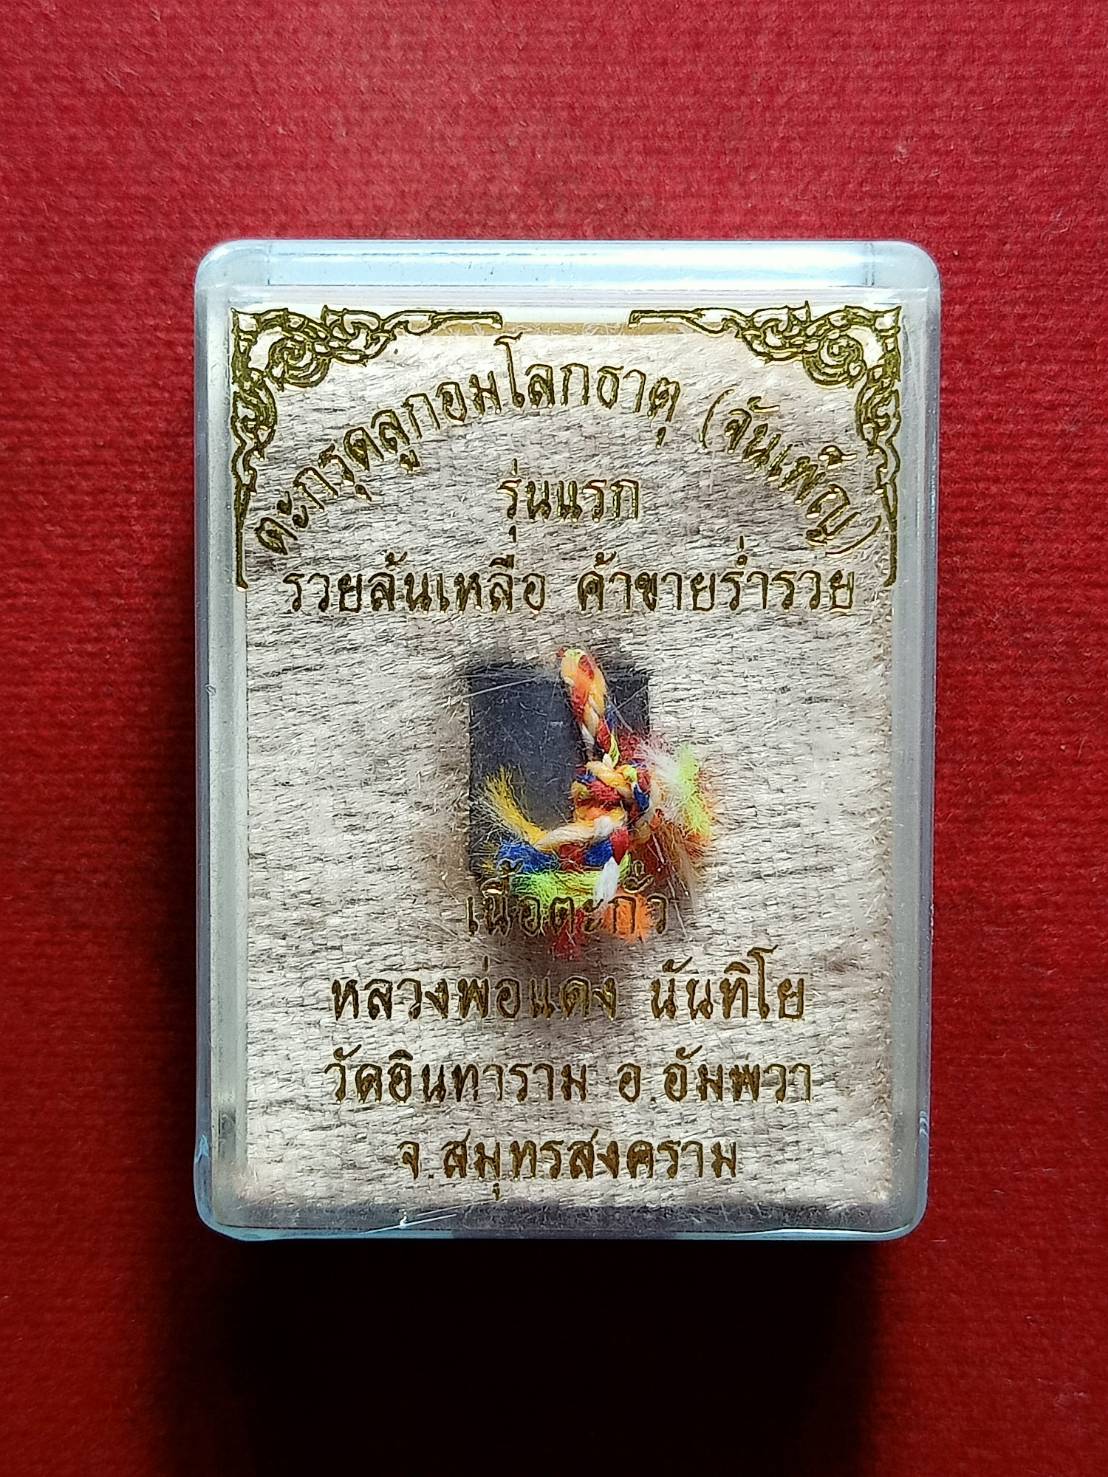 ตะกรุดลูกอมโลกธาตุ (จันเพ็ญ)
รุ่นแรก
รวยล้นเหลือ ค้าขายร่ำรวย
เนื้อตะกั่ว
หลวงพ่อแดง นันทิโย
วัดอินทาราม อ.อัมพวา
จ.สมุทรสงคราม